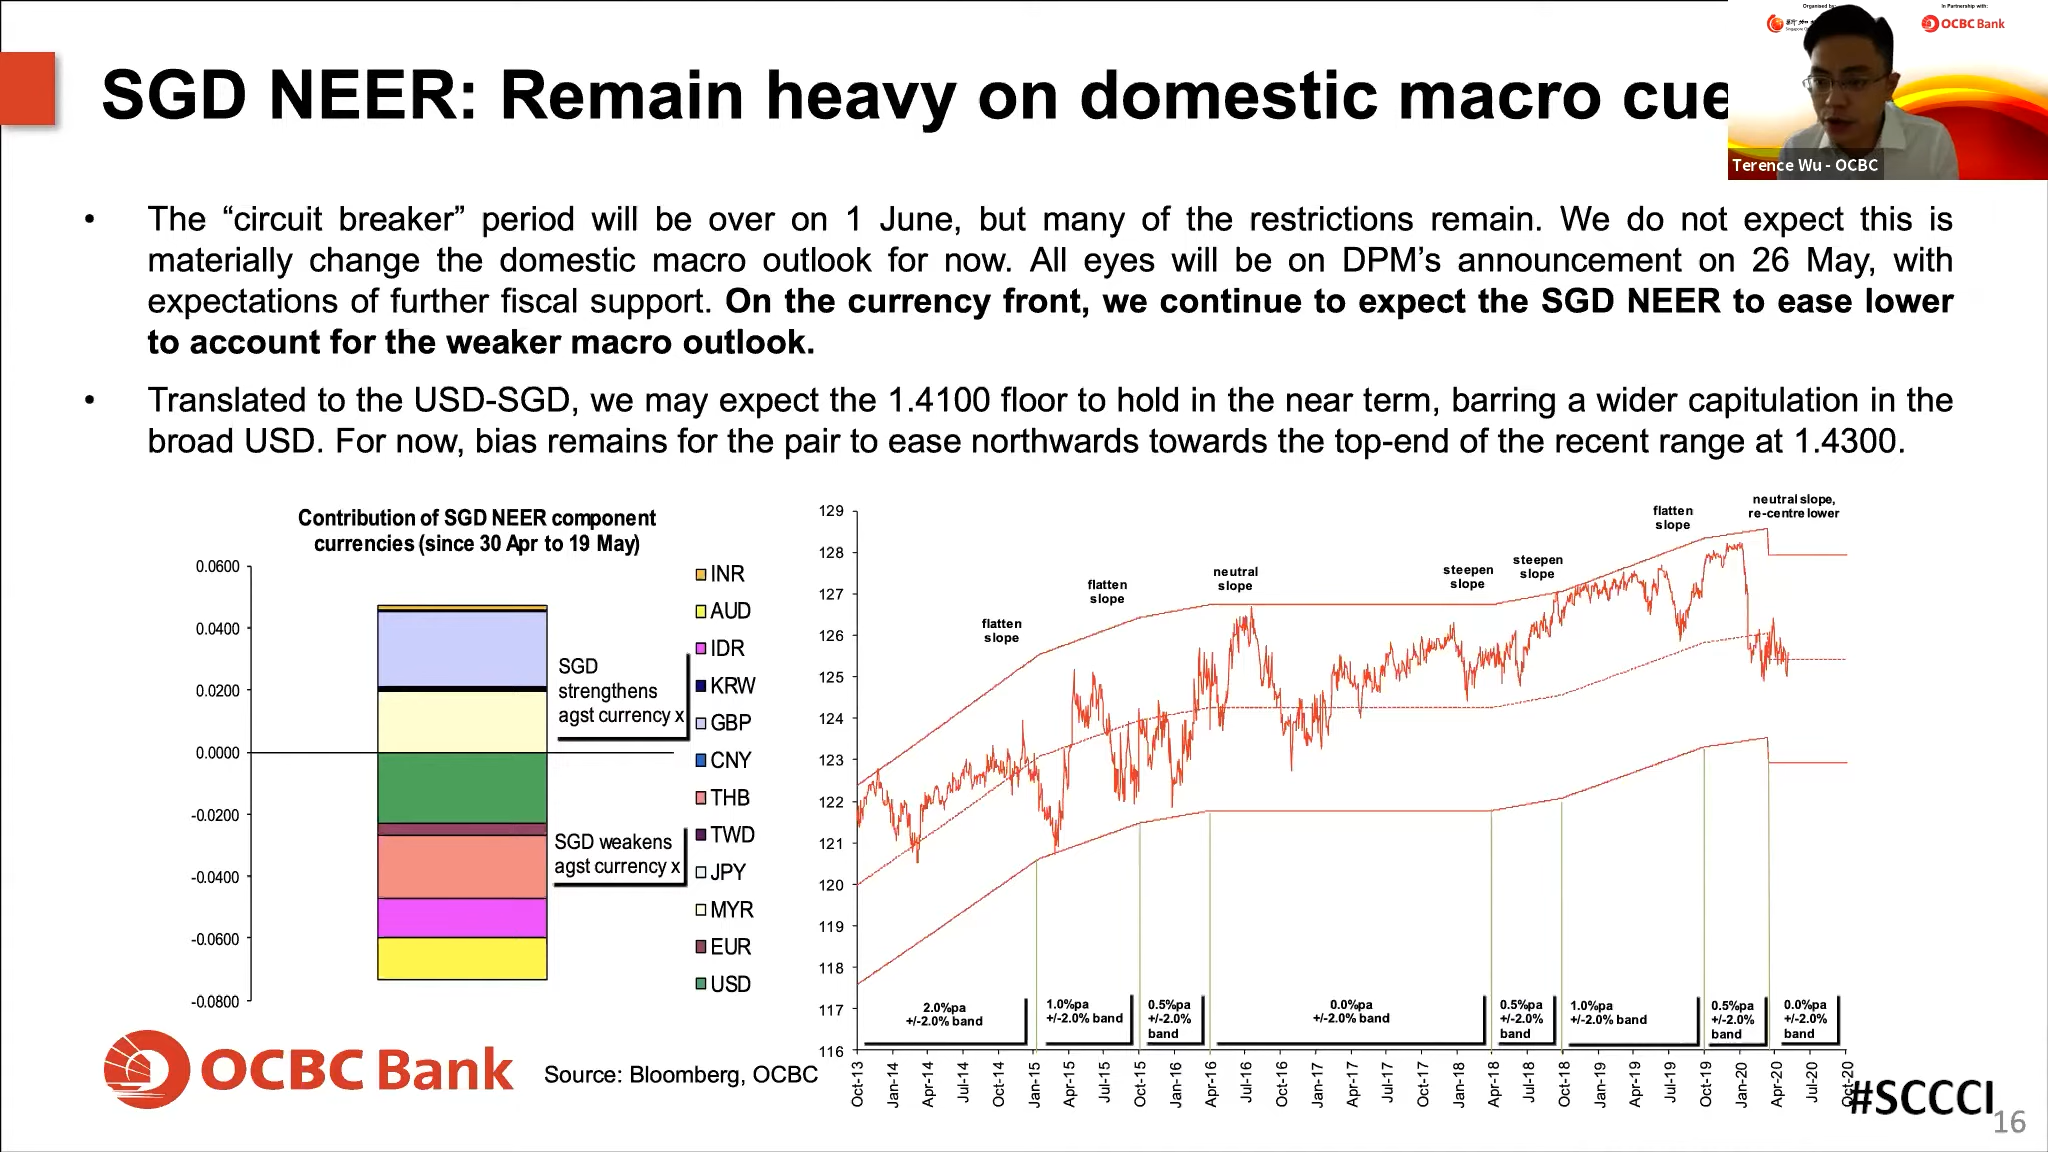 Organised by:
In Partnership with:
OCBC Bank
SGD NEER: Remain heavy on domestic macro cue
Terence Wu - OCBC
• The “circuit breaker” period will be over on 1 June, but many of the restrictions remain. We do not expect this is
materially change the domestic macro outlook for now. All eyes will be on DPM’s announcement on 26 May, with
expectations of further fiscal support. On the currency front, we continue to expect the SGD NEER to ease lower
to account for the weaker macro outlook.
• Translated to the USD-SGD, we may expect the 1.4100 floor to hold in the near term, barring a wider capitulation in the
broad USD. For now, bias remains for the pair to ease northwards towards the top-end of the recent range at 1.4300.
Contribution of SGD NEER component
currencies (since 30 Apr to 19 May)
0.0600
0.0400
0.0200
0.0000
-0.0200
-0.0400
-0.0600
-0.0800
SGD
strengthens
agst currency x
SGD weakens
agst currency x
INR
AUD
IDR
KRW
GBP
CNY
THB
TWD
JPY
MYR
EUR
USD
129
128
127
126
125
124
123
122
121
120
119
118
117
116
flatten
slope
flatten
slope
neutral
slope
steepen
slope
steepen
slope
flatten
slope
neutral slope,
re-centre lower
2.0%pa
+/-2.0% band
1.0%pa
+/-2.0% band
0.5%pa
+/-2.0%
band
0.0%pa
+/-2.0% band
0.5%pa
+/-2.0%
band
1.0%pa
+/-2.0% band
0.5%pa
+/-2.0%
band
0.0%pa
+/-2.0%
band
Oct-13
Jan-14
Apr-14
Jul-14
Oct-14
Jan-15
Apr-15
Jul-15
Oct-15
Jan-16
Apr-16
Jul-16
Oct-16
Jan-17
Apr-17
Jul-17
Oct-17
Jan-18
Apr-18
Jul-18
Oct-18
Jan-19
Apr-19
Jul-19
Oct-19
Jan-20
Apr-20
Jul-20
Oct-20
OCBC Bank
Source: Bloomberg, OCBC
#SCCCI
16